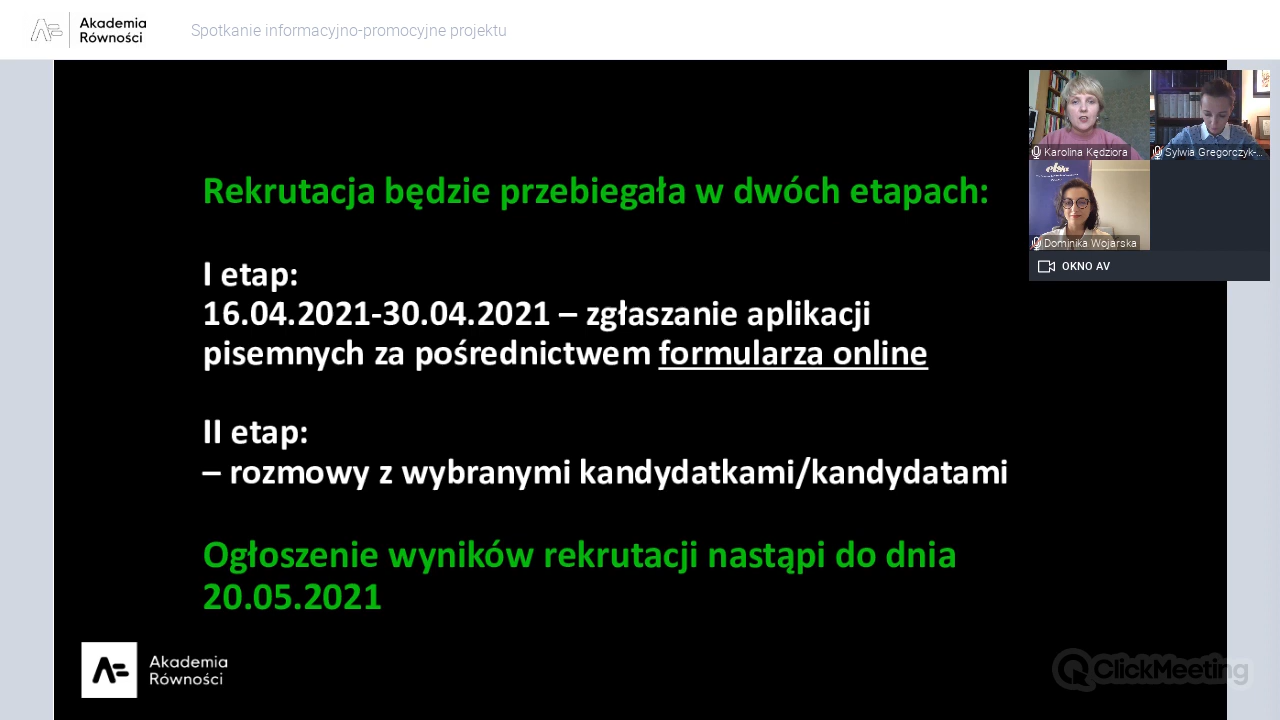 Akademia
Równości
Spotkanie informacyjno-promocyjne projektu
Rekrutacja będzie przebiegała w dwóch etapach:
I etap:
16.04.2021-30.04.2021 – zgłaszanie aplikacji
pisemnych za pośrednictwem formularza online
II etap:
– rozmowy z wybranymi kandydatkami/kandydatami
Ogłoszenie wyników rekrutacji nastąpi do dnia
20.05.2021
Karolina Kędziora
Sylwia Gregorczyk-...
elsa
Dominika Wojarska
OKNO AV
Akademia
Równości
ClickMeeting